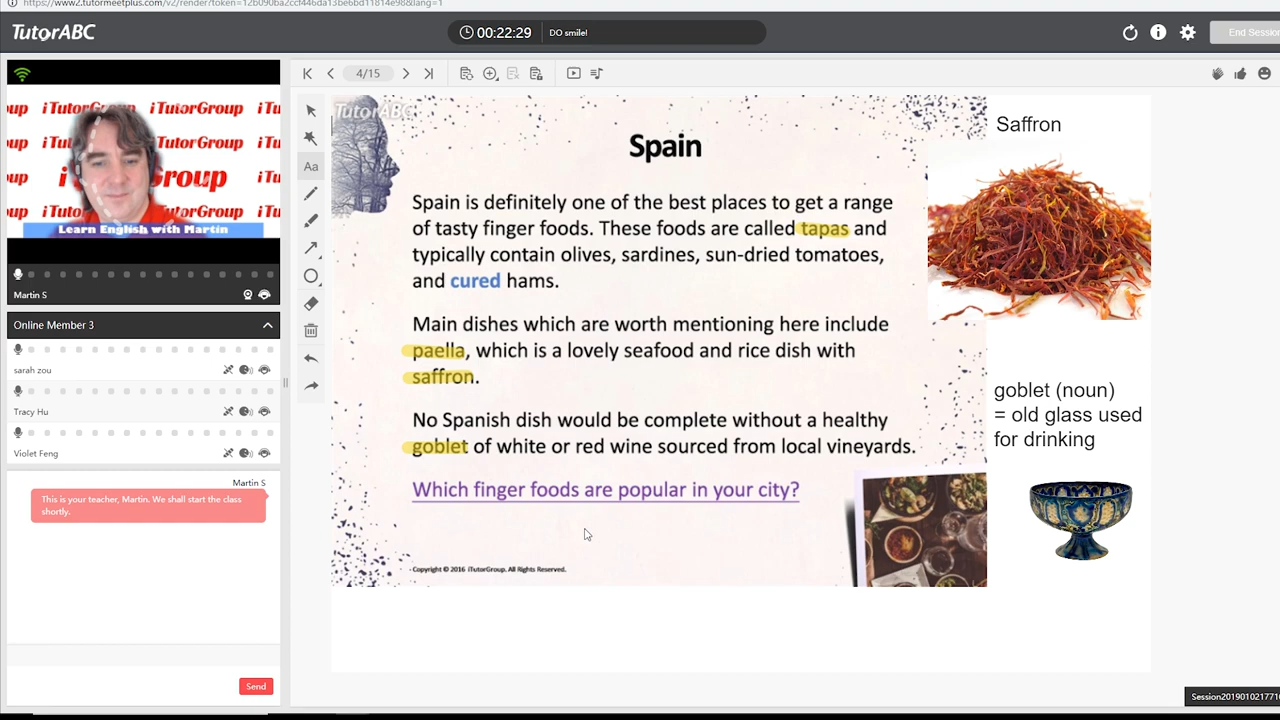 https://www2.tutormeetplus.com/v2/render?token=12b090ba2ccf446da13be6bd11814e98&lang=1
TutorABC
00:22:29
DO smile!
End Sessio
4/15
iTutorGroup iTutorGroup
iTutorGroup
Learn English with Martin
Martin S
Online Member 3
sarah zou
Tracy Hu
Violet Feng
Martin S
This is your teacher, Martin. We shall start the class
shortly.
Send
Aa
TutorABC
Spain
Spain is definitely one of the best places to get a range
of tasty finger foods. These foods are called tapas and
typically contain olives, sardines, sun-dried tomatoes,
and cured hams.
Main dishes which are worth mentioning here include
paella, which is a lovely seafood and rice dish with
saffron.
No Spanish dish would be complete without a healthy
goblet of white or red wine sourced from local vineyards.
Which finger foods are popular in your city?
Copyright © 2016 iTutorGroup. All Rights Reserved.
Saffron
goblet (noun)
= old glass used
for drinking